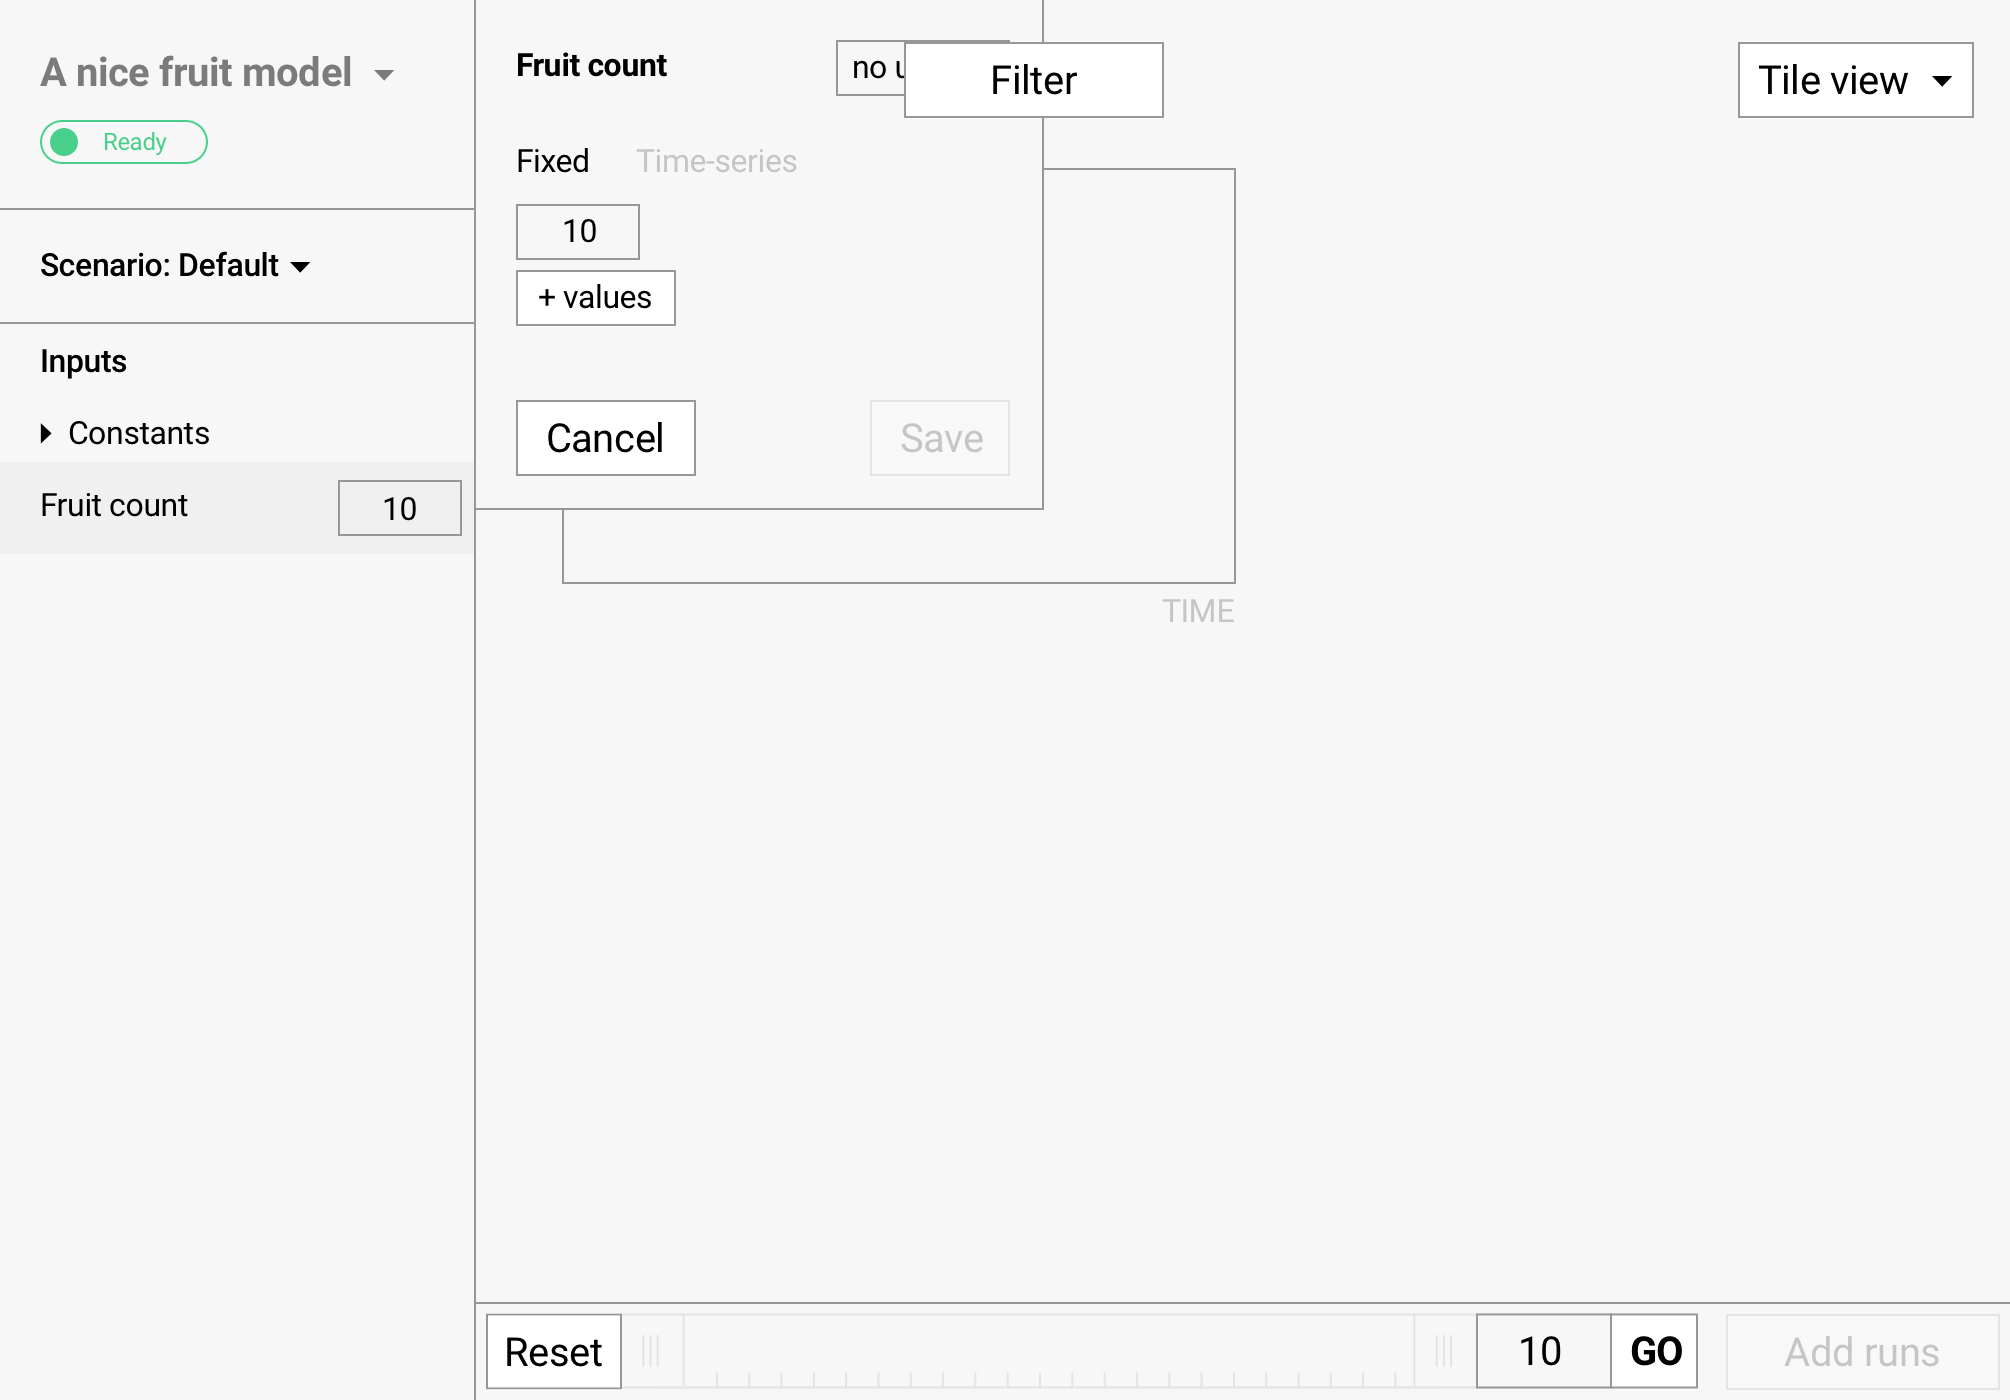 A nice fruit model
Ready
Scenario: Default
Inputs
Constants
Fruit count
10
Fruit count
no
Filter
Tile view
Fixed
Time-series
10
+ values
Cancel
Save
TIME
Reset
10
GO
Add runs